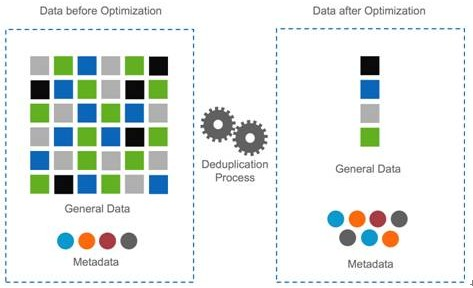 Data before Optimization
Data after Optimization
Deduplication
Process
General Data
Metadata
General Data
Metadata